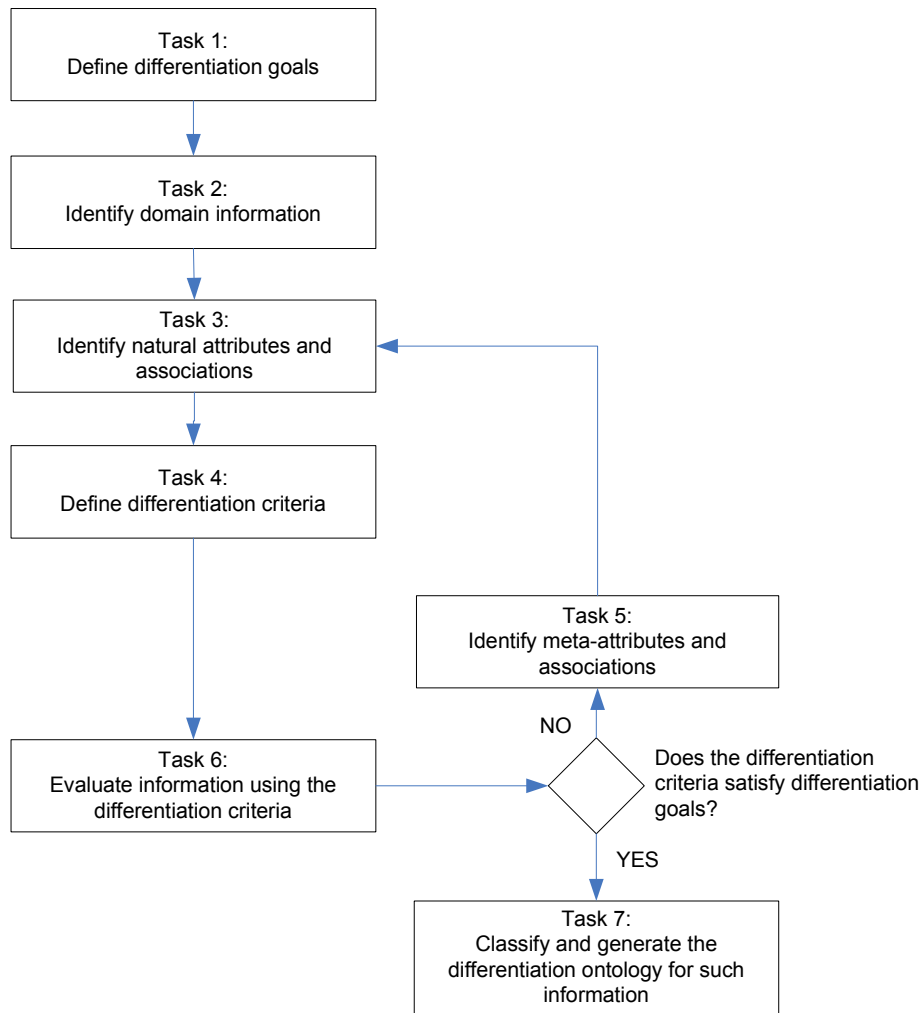 Task 1:
Define differentiation goals
Task 2:
Identify domain information
Task 3:
Identify natural attributes and
associations
Task 4:
Define differentiation criteria
Task 5:
Identify meta-attributes and
associations
NO
Task 6:
Evaluate information using the
differentiation criteria
Does the differentiation
criteria satisfy differentiation
goals?
YES
Task 7:
Classify and generate the
differentiation ontology for such
information